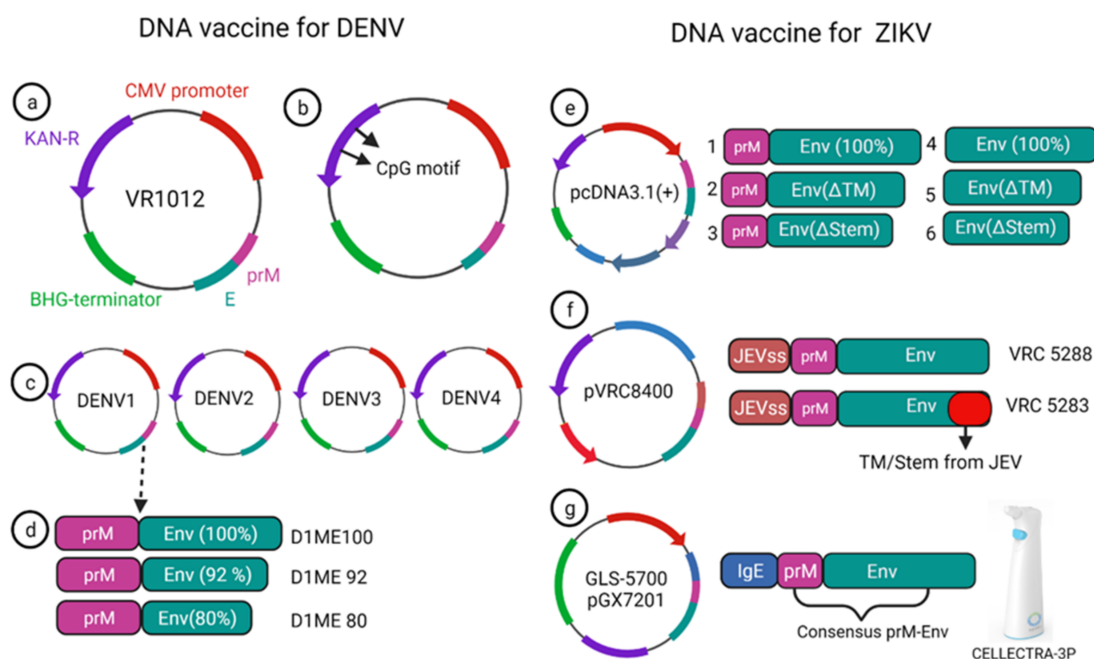 DNA vaccine for DENV
DNA vaccine for ZIKV
a
CMV promoter
KAN-R
VR1012
prM
BHG-terminator
E
b
CpG motif
c
DENV1
DENV2
DENV3
DENV4
d
prM Env (100%) D1ME100
prM Env (92 %) D1ME 92
prM Env(80%) D1ME 80
e
pcDNA3.1(+)
1 prM Env (100%)
2 prM Env(ΔTM)
3 prM Env(ΔStem)
4 Env (100%)
5 Env(ΔTM)
6 Env(ΔStem)
f
pVRC8400
JEVss prM Env VRC 5288
JEVss prM Env VRC 5283
TM/Stem from JEV
g
GLS-5700
pGX7201
IgE prM Env
Consensus prM-Env
CELLECTRA-3P